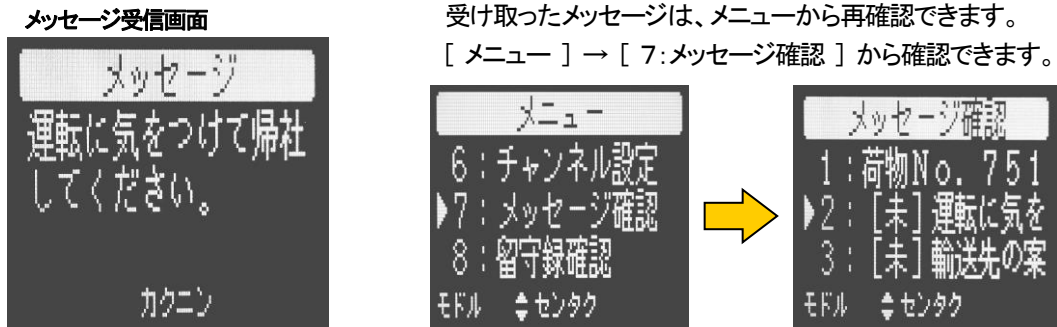 メッセージ受信画面
メッセージ
運転に気をつけて帰社
してください。
カクニン
受け取ったメッセージは、メニューから再確認できます。
[ メニュー ] → [ 7:メッセージ確認 ] から確認できます。
メニュー
6:チャンネル設定
7:メッセージ確認
8:留守録確認
モドル センタク
メッセージ確認
1:荷物No. 751
2:[未]運転に気を
3:[未]輸送先の案
モドル センタク